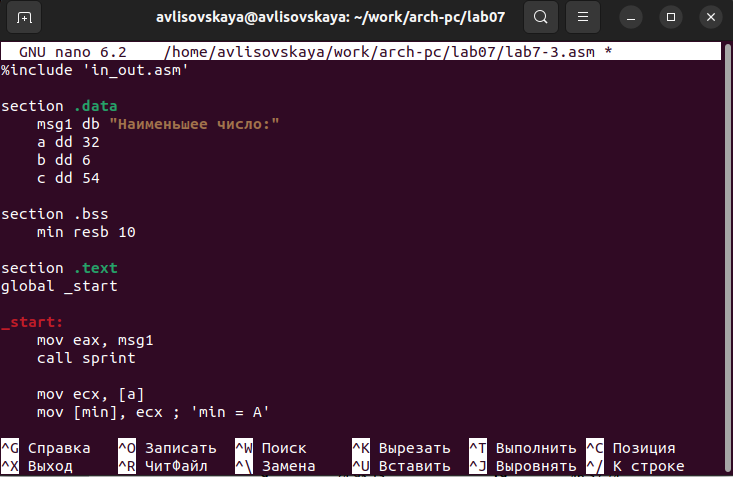 avlisovskaya@avlisovskaya: ~/work/arch-pc/lab07
GNU nano 6.2 /home/avlisovskaya/work/arch-pc/lab07/lab7-3.asm *
%include 'in_out.asm'
section .data
msg1 db "Наименьшее число:"
a dd 32
b dd 6
c dd 54
section .bss
min resb 10
section .text
global _start
_start:
mov eax, msg1
call sprint
mov ecx, [a]
mov [min], ecx ; 'min = A'
^G Справка ^O Записать ^W Поиск ^K Вырезать ^T Выполнить ^C Позиция
^X Выход ^R ЧитФайл ^\ Замена ^U Вставить ^J Выровнять ^/ К строке